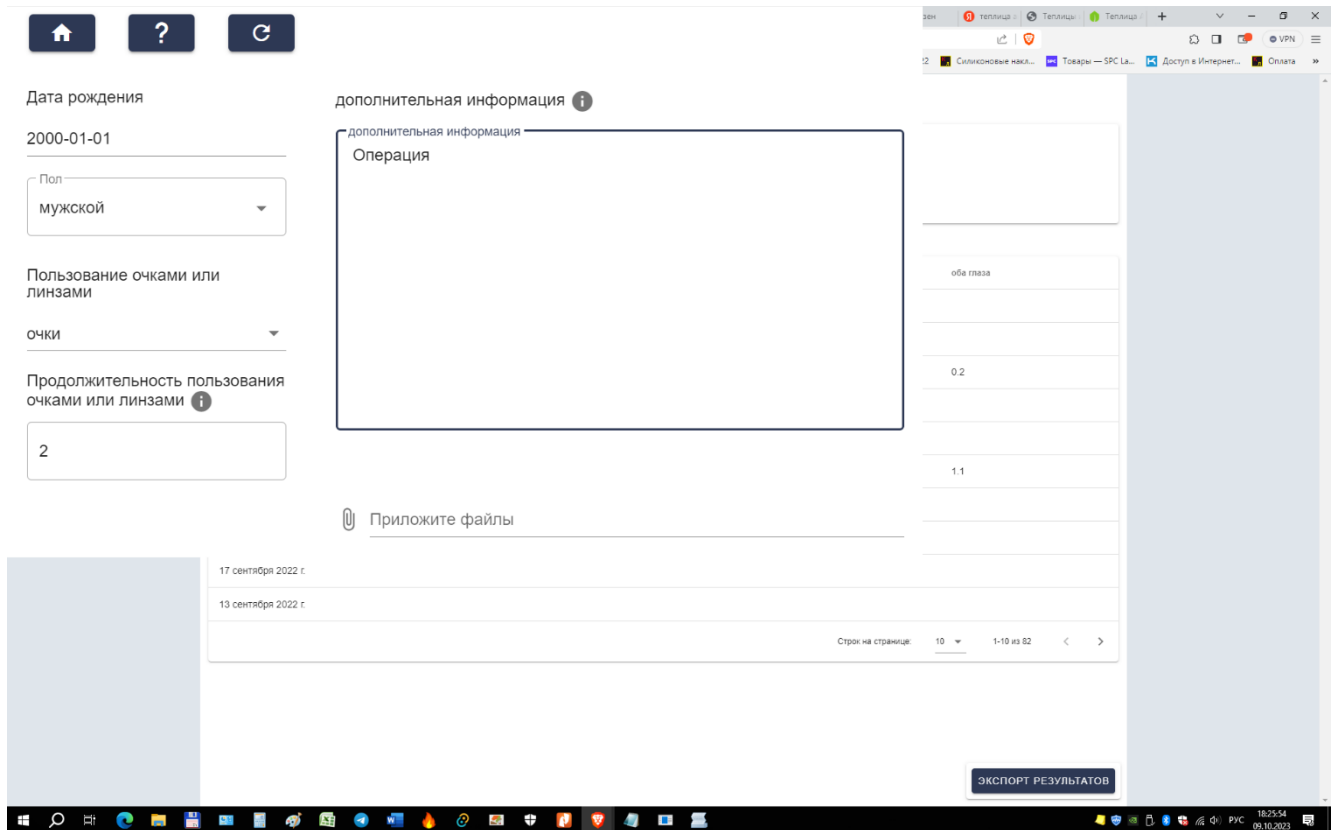 зен
теплица
Теплицы
Теплица
VPN
22
Силиконовые накл...
Товары — SPC La...
Доступ в Интернет...
Оплата
»
?
Дата рождения
2000-01-01
Пол
мужской
Пользование очками или
линзами
очки
Продолжительность пользования
очками или линзами
2
дополнительная информация
дополнительная информация
Операция
Приложите файлы
оба глаза
0.2
1.1
17 сентября 2022 г.
13 сентября 2022 г.
Строк на странице:
10
1-10 из 82
ЭКСПОРТ РЕЗУЛЬТАТОВ
РУС
18:25:54
09.10.2023